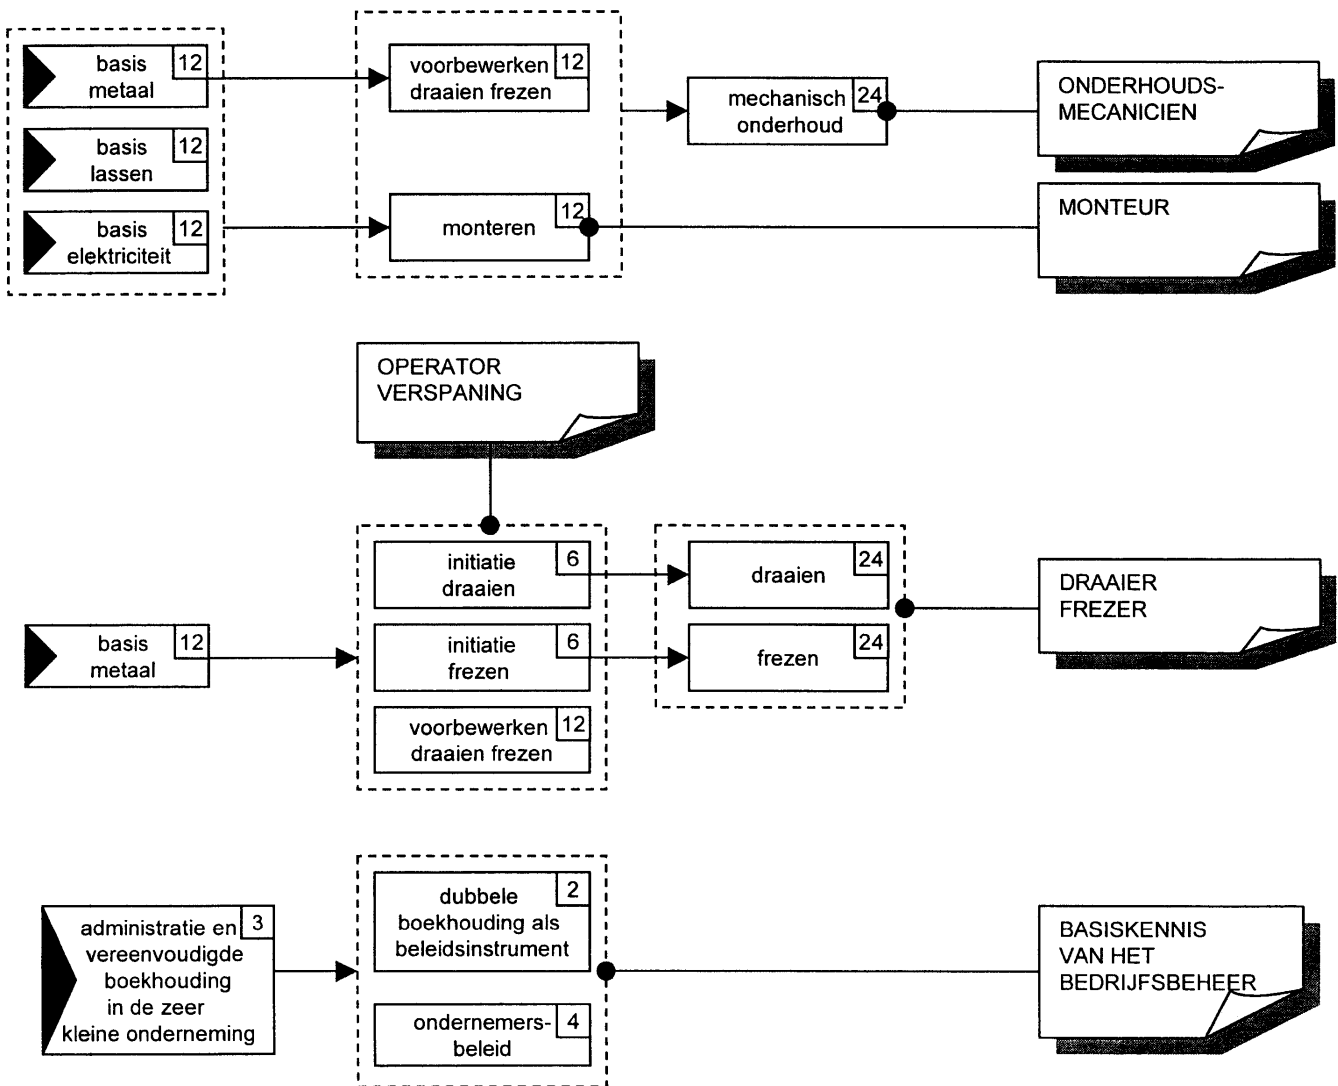 basis
metaal
12
voorbewerken
draaien frezen
12
mechanisch
onderhoud
24
ONDERHOUDS-
MECANICIEN
basis
lassen
12
basis
elektriciteit
12
monteren
12
MONTEUR
OPERATOR
VERSPANING
basis
metaal
12
initiatie
draaien
6
draaien
24
initiatie
frezen
6
frezen
24
voorbewerken
draaien frezen
12
DRAAIER
FREZER
administratie en
vereenvoudigde
boekhouding
in de zeer
kleine onderneming
3
dubbele
boekhouding als
beleidsinstrument
2
ondernemers-
beleid
4
BASISKENNIS
VAN HET
BEDRIJFSBEHEER